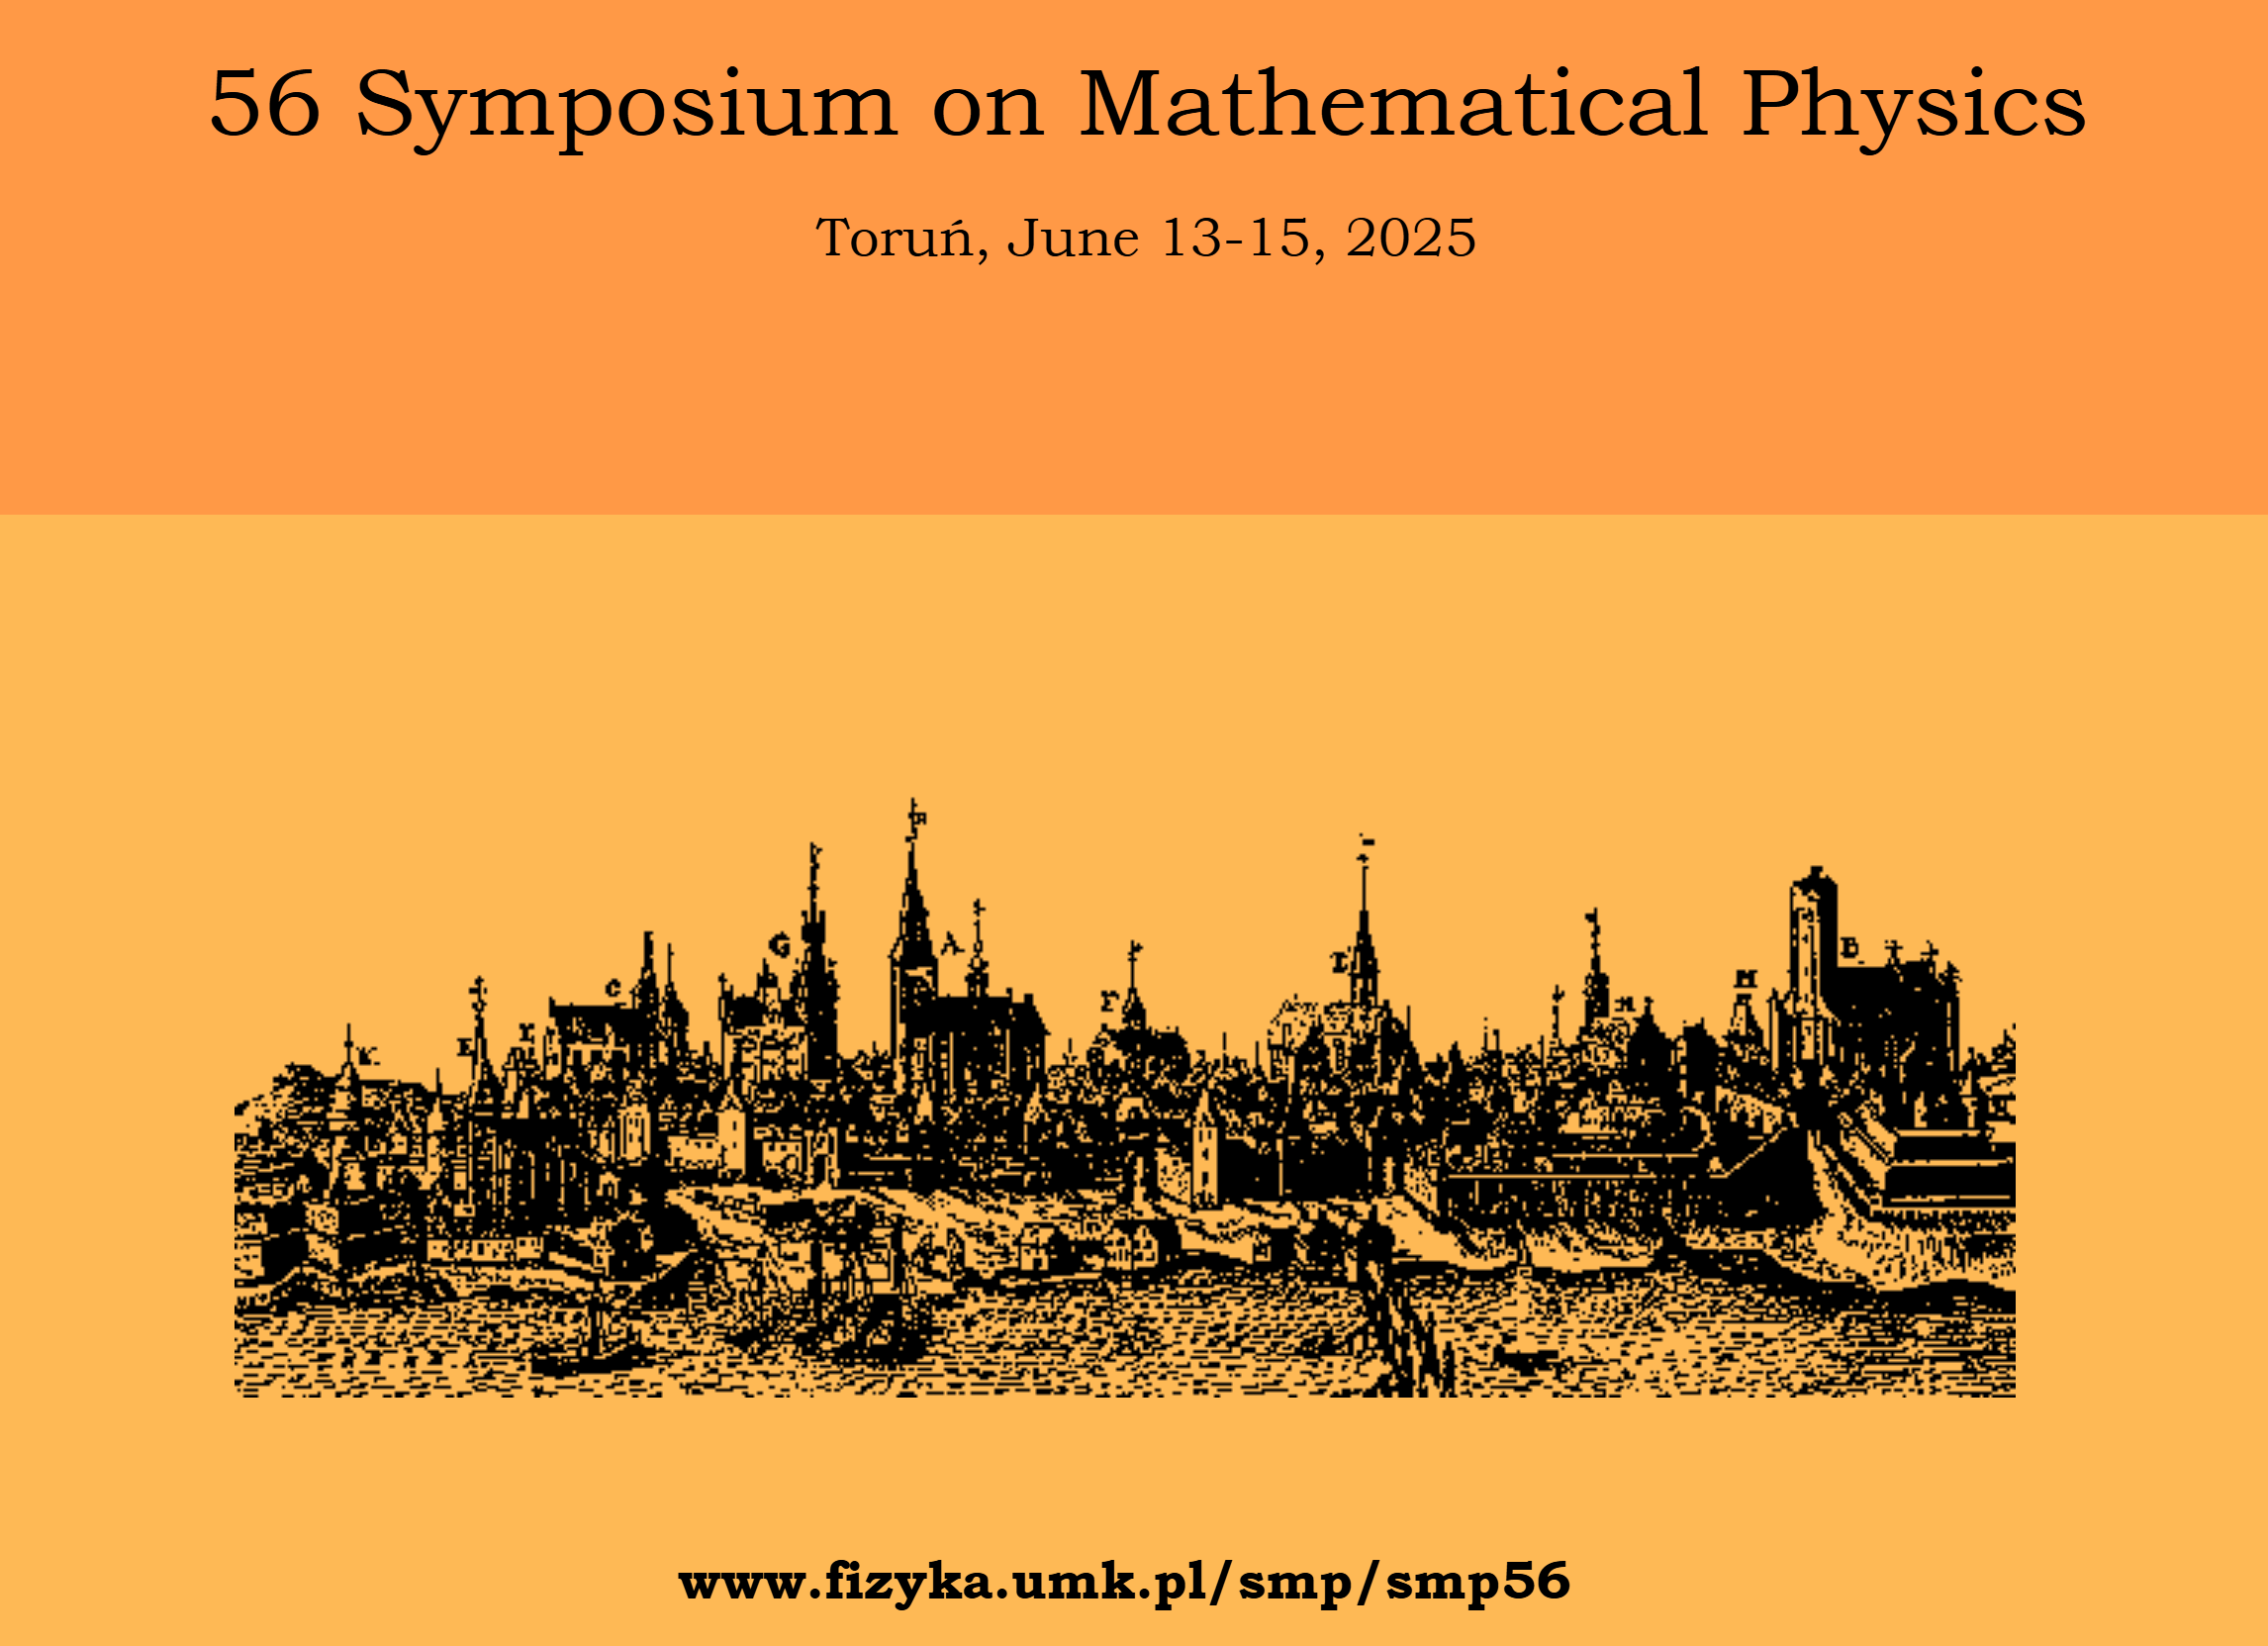 56 Symposium on Mathematical Physics
Toruń, June 13-15, 2025
G
A
C
L
B
F
H
K
www.fizyka.umk.pl/smp/smp56